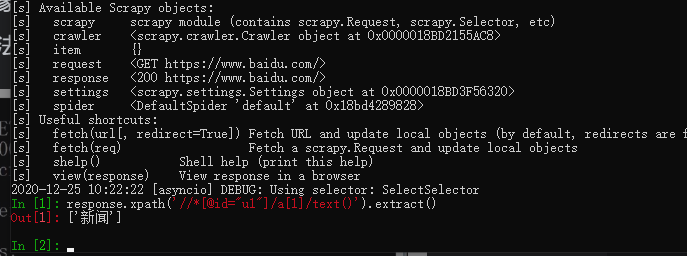 [s] Available Scrapy objects:
[s]   scrapy     scrapy module (contains scrapy.Request, scrapy.Selector, etc)
[s]   crawler    <scrapy.crawler.Crawler object at 0x0000018BD2155AC8>
[s]   item       {}
[s]   request    <GET https://www.baidu.com/>
[s]   response   <200 https://www.baidu.com/>
[s]   settings   <scrapy.settings.Settings object at 0x0000018BD3F56320>
[s]   spider     <DefaultSpider 'default' at 0x18bd4289828>
[s] Useful shortcuts:
[s]   fetch(url[, redirect=True]) Fetch URL and update local objects (by default, redirects are f
[s]   fetch(req)                  Fetch a scrapy.Request and update local objects
[s]   shelp()           Shell help (print this help)
[s]   view(response)    View response in a browser
2020-12-25 10:22:22 [asyncio] DEBUG: Using selector: SelectSelector
In [1]: response.xpath('//*[@id="u1"]/a[1]/text()').extract()
Out[1]: ['新闻']
In [2]: